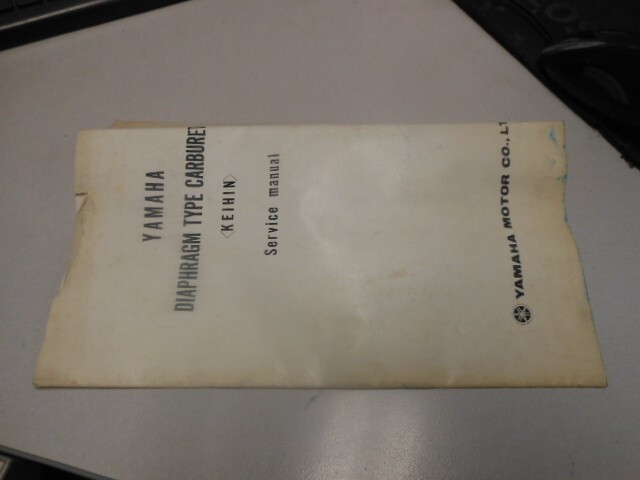 YAMAHA
DIAPHRAGM TYPE CARBURET
<KEIHIN>
Service manual
YAMAHA MOTOR CO., LT